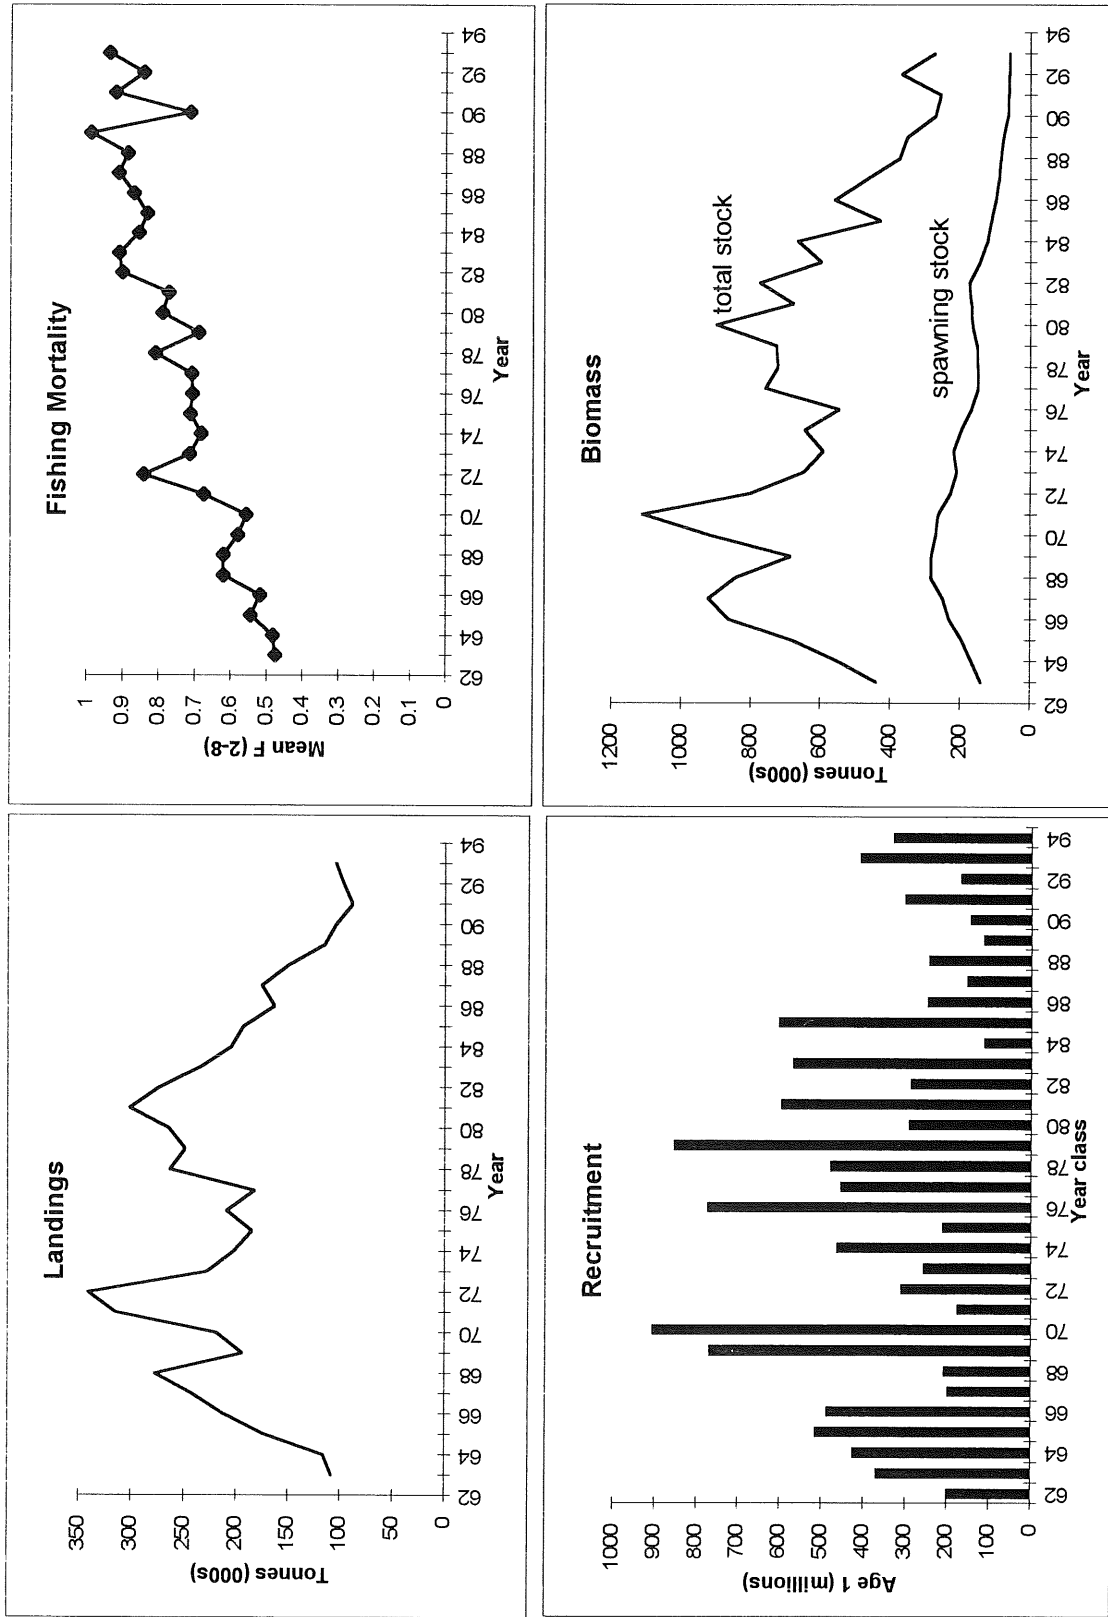 Landings
Tonnes (000s)
350
300
250
200
150
100
50
0
62 64 66 68 70 72 74 76 78 80 82 84 86 88 90 92 94
Year
Fishing Mortality
Mean F (2-8)
1
0.9
0.8
0.7
0.6
0.5
0.4
0.3
0.2
0.1
0
62 64 66 68 70 72 74 76 78 80 82 84 86 88 90 92 94
Year
Recruitment
Age 1 (millions)
1000
900
800
700
600
500
400
300
200
100
0
62 64 66 68 70 72 74 76 78 80 82 84 86 88 90 92 94
Year class
Biomass
Tonnes (000s)
1200
1000
800
600
400
200
0
total stock
spawning stock
62 64 66 68 70 72 74 76 78 80 82 84 86 88 90 92 94
Year